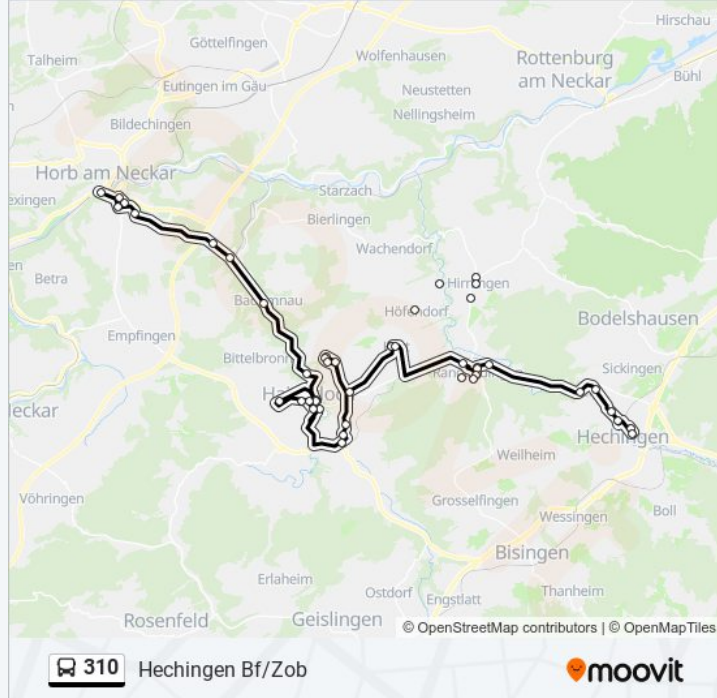 Hirschau
Göttelfingen
Talheim
Wolfenhausen
Rottenburg
am Neckar
Bühl
Eutingen im Gäu
Neustetten
Nellingsheim
Bildechingen
Horb am Neckar
exingen
Starzach
Bierlingen
Wachendorf
Betra
Hirrlingen
Höfendorf
Bodelshausen
Empfingen
Bittelbronn
Sickingen
leckar
Hechingen
Weilheim
Vöhringen
Grosselfingen
Boll
Wessingen
Bisingen
Erlaheim
Ostdorf
Engstatt
Thanheim
Rosenfeld
Geislingen
© OpenStreetMap contributors | © OpenMapTiles
310 Hechingen Bf/Zob
moovit